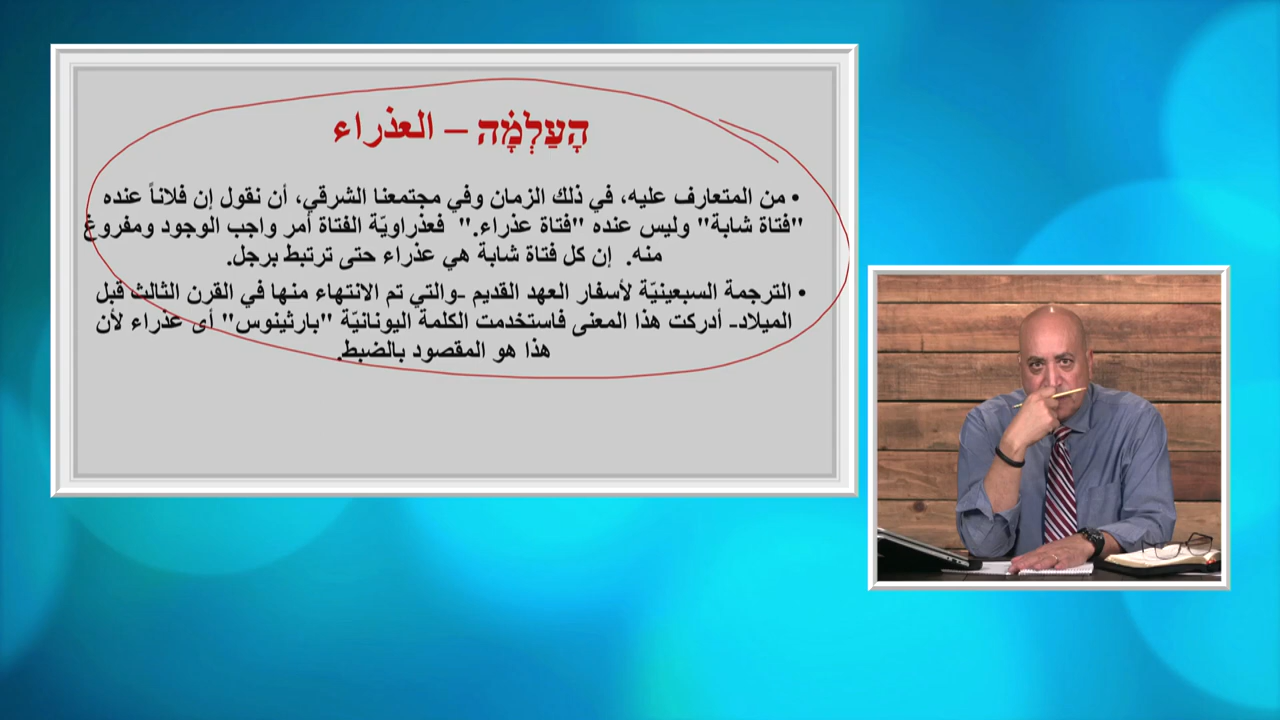 הָעַלְמָ֗ה – العذراء
• من المتعارف عليه، في ذلك الزمان وفي مجتمعنا الشرقي، أن نقول إن فلاناً عنده
"فتاة شابة" وليس عنده "فتاة عذراء." فعذراويّة الفتاة أمر واجب الوجود ومفروغ
منه. إن كل فتاة شابة هي عذراء حتى ترتبط برجل.
• الترجمة السبعينيّة لأسفار العهد القديم -والتي تم الانتهاء منها في القرن الثالث قبل
الميلاد- أدركت هذا المعنى فاستخدمت الكلمة اليونانيّة "بارثينوس" أى عذراء لأن
هذا هو المقصود بالضبط.